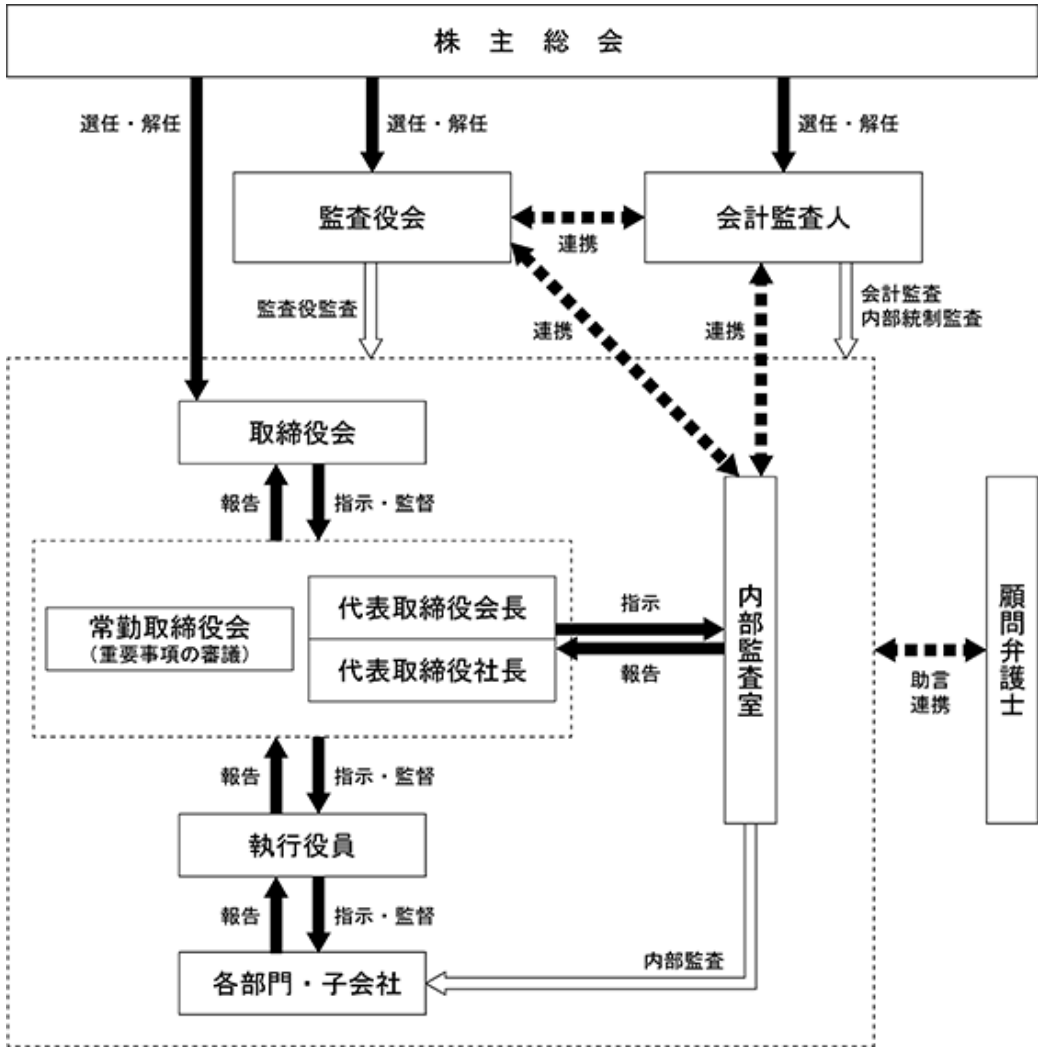 株主総会
選任・解任
選任・解任
選任・解任
監査役会
会計監査人
連携
監査役監査
会計監査
内部統制監査
連携
連携
取締役会
報告
指示・監督
常勤取締役会
(重要事項の審議)
代表取締役会長
代表取締役社長
指示
報告
内部監査室
顧問弁護士
助言
連携
報告
指示・監督
執行役員
報告
指示・監督
内部監査
各部門・子会社